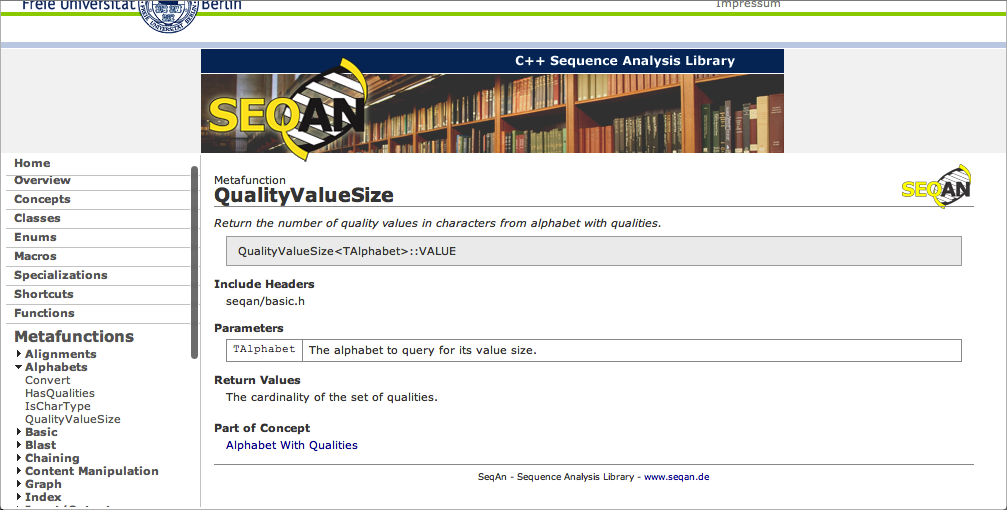 Freie Universität Berlin
Impressum
C++ Sequence Analysis Library
SEQAN
Home
Overview
Concepts
Classes
Enums
Macros
Specializations
Shortcuts
Functions
Metafunctions
Alignments
Alphabets
Convert
HasQualities
IsCharType
QualityValueSize
Basic
Blast
Chaining
Content Manipulation
Graph
Index
Metafunction
QualityValueSize
SEQAN
Return the number of quality values in characters from alphabet with qualities.
QualityValueSize<TAlphabet>::VALUE
Include Headers
seqan/basic.h
Parameters
TAlphabet The alphabet to query for its value size.
Return Values
The cardinality of the set of qualities.
Part of Concept
Alphabet With Qualities
SeqAn - Sequence Analysis Library - www.seqan.de